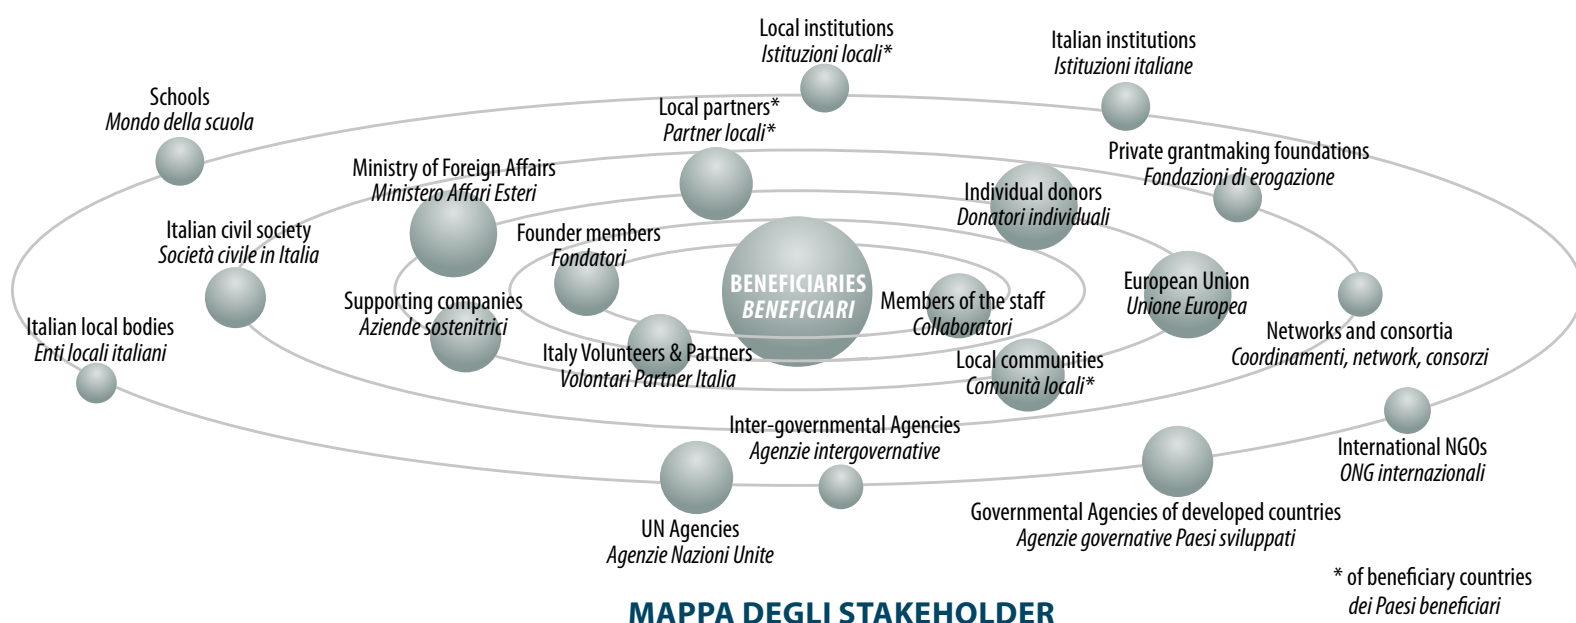 Local institutions
Istituzioni locali*
Italian institutions
Istituzioni italiane
Schools
Mondo della scuola
Local partners*
Partner locali*
Private grantmaking foundations
Fondazioni di erogazione
Ministry of Foreign Affairs
Ministero Affari Esteri
Individual donors
Donatori individuali
Italian civil society
Società civile in Italia
Founder members
Fondatori
BENEFICIARIES
BENEFICIARI
European Union
Unione Europea
Supporting companies
Aziende sostenitrici
Members of the staff
Collaboratori
Italian local bodies
Enti locali italiani
Networks and consortia
Coordinamenti, network, consorzi
Italy Volunteers & Partners
Volontari Partner Italia
Local communities
Comunità locali*
Inter-governmental Agencies
Agenzie intergovernative
International NGOs
ONG internazionali
UN Agencies
Agenzie Nazioni Unite
Governmental Agencies of developed countries
Agenzie governative Paesi sviluppati
* of beneficiary countries
dei Paesi beneficiari
MAPPA DEGLI STAKEHOLDER